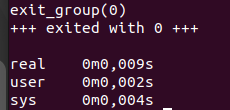 exit_group(0)
+++ exited with 0 +++
real 0m0,009s
user 0m0,002s
sys 0m0,004s